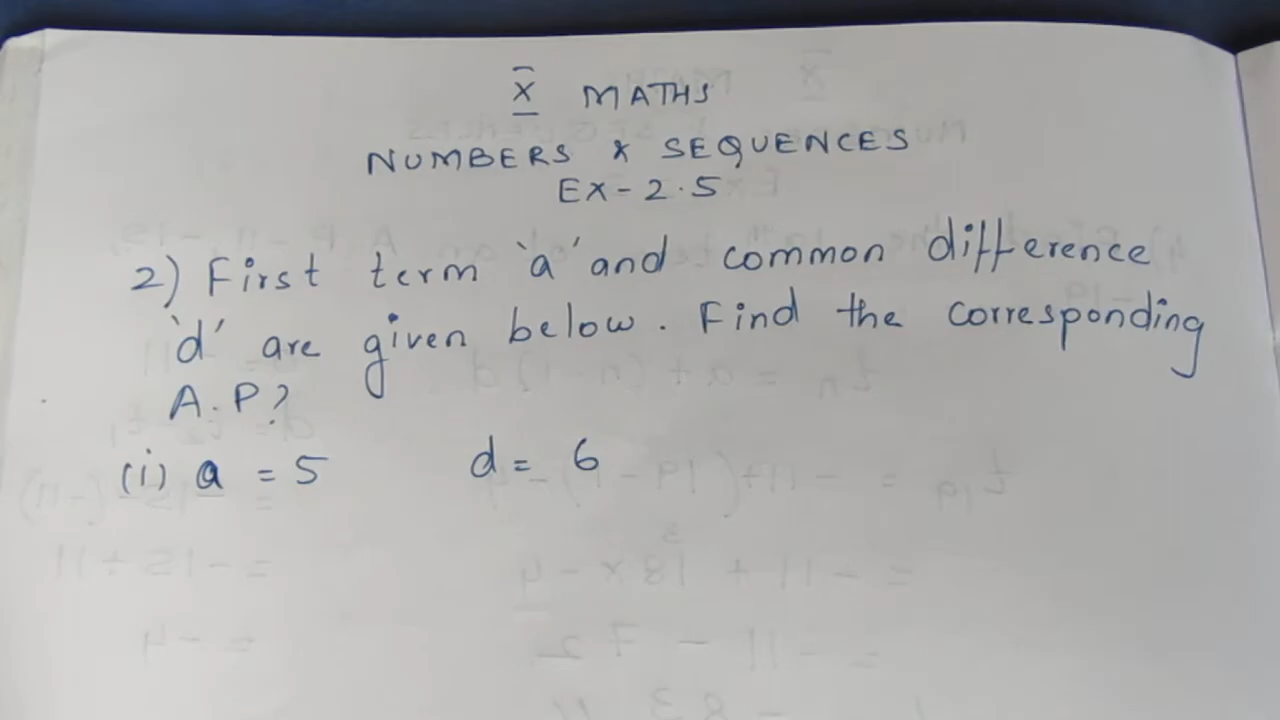 X MATHS
NUMBERS & SEQUENCES
Ex-2.5
2) First term 'a' and common difference
'd' are given below. Find the corresponding
A.P?
(i) a = 5 d = 6